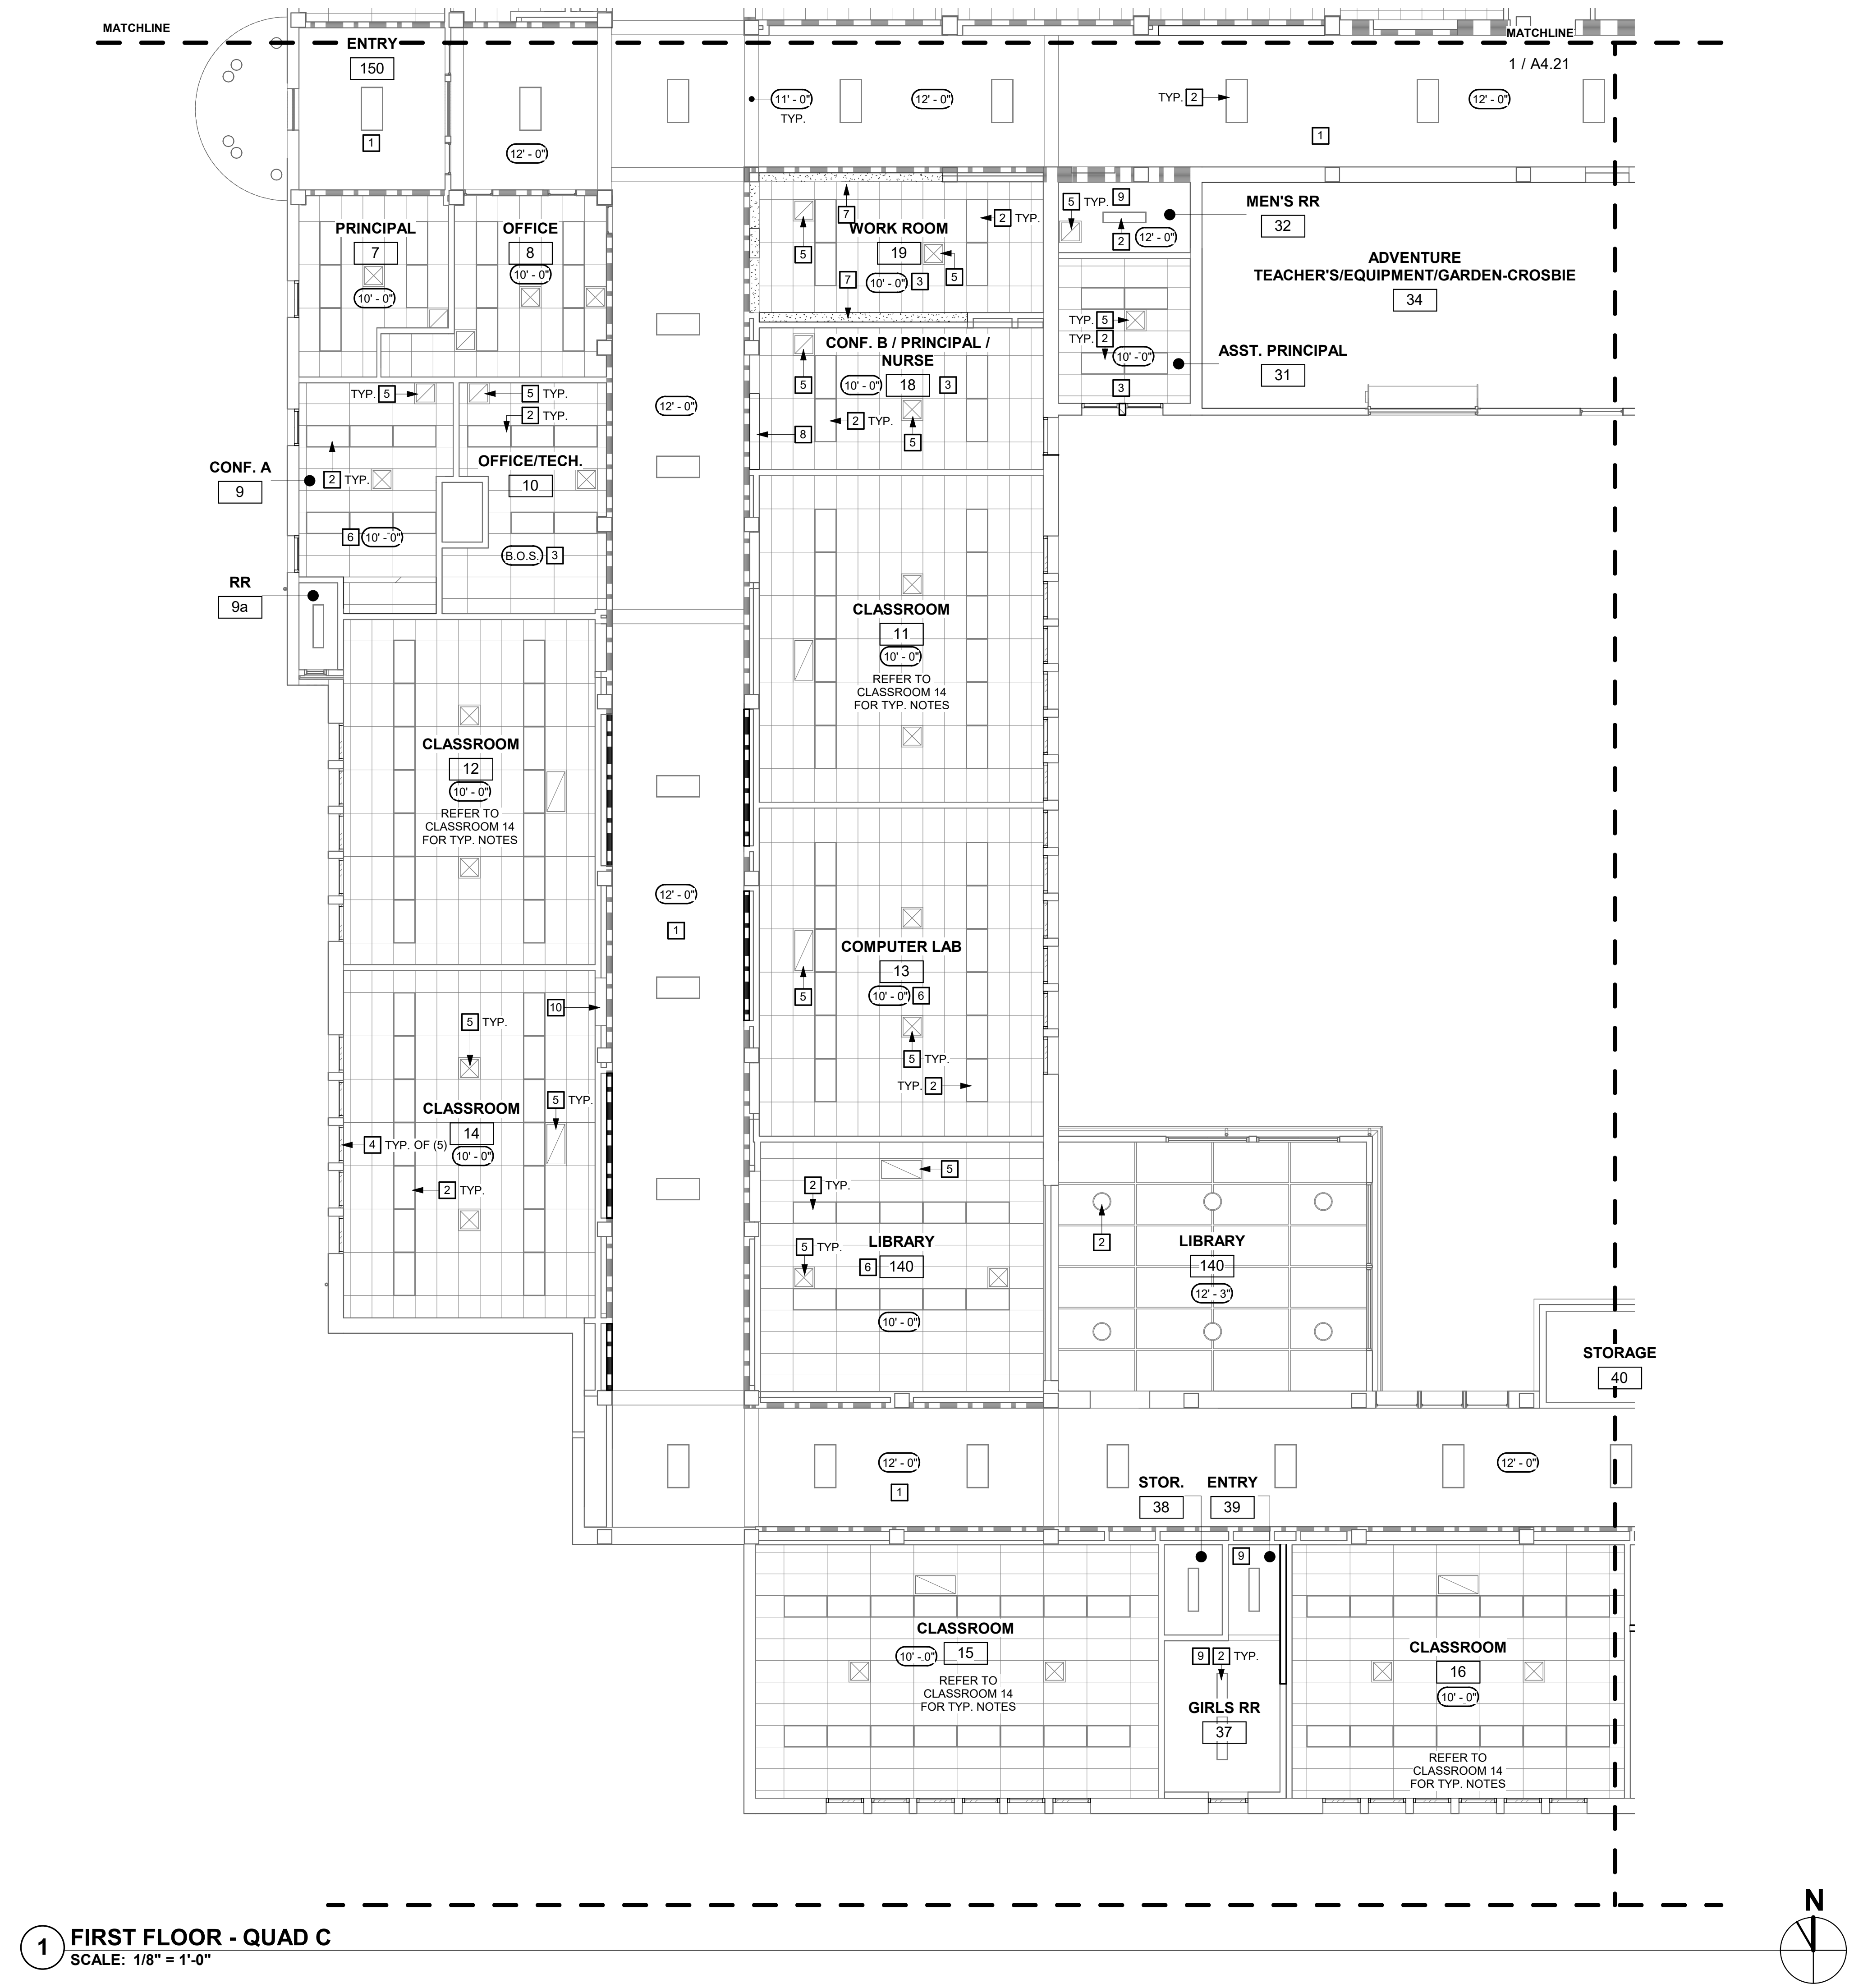 MATCHLINE
MATCHLINE
1 / A4.21
ENTRY
150
1
12' - 0"
11' - 0"
TYP.
12' - 0"
TYP. 2
12' - 0"
1
PRINCIPAL
7
10' - 0"
OFFICE
8
10' - 0"
7
5
WORK ROOM
19
10' - 0" 3
2 TYP.
5
7
5 TYP. 9
2 12' - 0"
MEN'S RR
32
ADVENTURE
TEACHER'S/EQUIPMENT/GARDEN-CROSBIE
34
TYP. 5
TYP. 2
10' - 0"
3
ASST. PRINCIPAL
31
CONF. B / PRINCIPAL /
NURSE
10' - 0" 18 3
5
2 TYP.
5
8
12' - 0"
TYP. 5
5 TYP.
2 TYP.
CONF. A
9
2 TYP.
6 10' - 0"
OFFICE/TECH.
10
B.O.S. 3
RR
9a
CLASSROOM
11
10' - 0"
REFER TO
CLASSROOM 14
FOR TYP. NOTES
CLASSROOM
12
10' - 0"
REFER TO
CLASSROOM 14
FOR TYP. NOTES
12' - 0"
1
COMPUTER LAB
13
10' - 0" 6
5
5 TYP.
TYP. 2
10
5 TYP.
5 TYP.
CLASSROOM
14
10' - 0"
4 TYP. OF (5)
2 TYP.
5
2 TYP.
5 TYP.
LIBRARY
6 140
10' - 0"
2
LIBRARY
140
12' - 3"
STORAGE
40
12' - 0"
1
12' - 0"
STOR.
38
ENTRY
39
9
CLASSROOM
10' - 0" 15
REFER TO
CLASSROOM 14
FOR TYP. NOTES
9 2 TYP.
GIRLS RR
37
CLASSROOM
16
10' - 0"
REFER TO
CLASSROOM 14
FOR TYP. NOTES
1
FIRST FLOOR - QUAD C
SCALE: 1/8" = 1'-0"
N